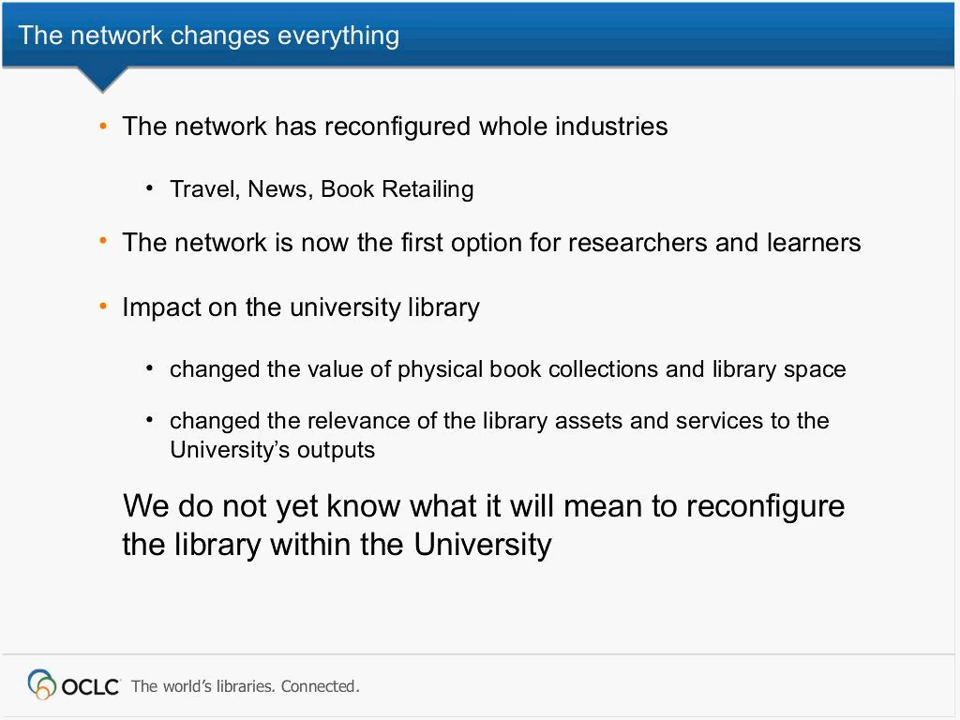 The network changes everything
• The network has reconfigured whole industries
• Travel, News, Book Retailing
• The network is now the first option for researchers and learners
• Impact on the university library
• changed the value of physical book collections and library space
• changed the relevance of the library assets and services to the
University’s outputs
We do not yet know what it will mean to reconfigure
the library within the University
OCLC The world’s libraries. Connected.